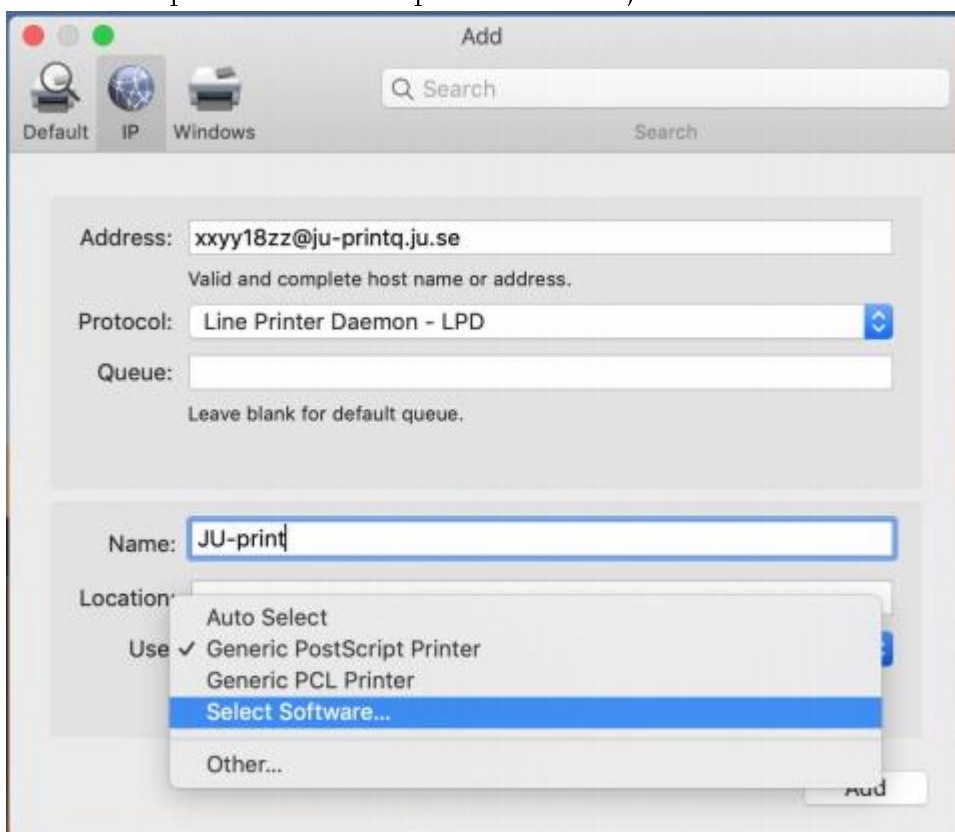 Add
Search
Default IP Windows Search
Address: xxyy18zz@ju-printq.ju.se
Valid and complete host name or address.
Protocol: Line Printer Daemon - LPD
Queue:
Leave blank for default queue.
Name: JU-print
Location:
Auto Select
Use ✓ Generic PostScript Printer
Generic PCL Printer
Select Software...
Other...
Add